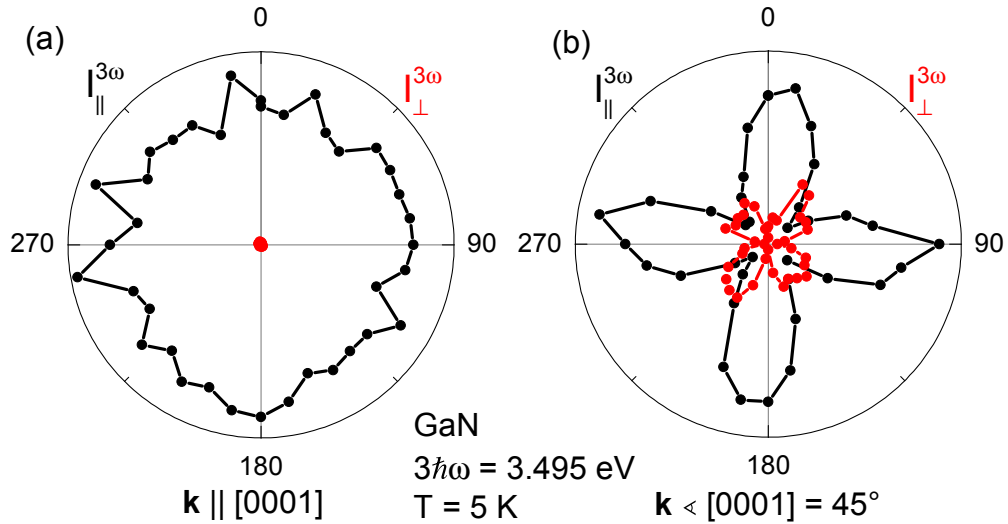 (a)
0
I∥3ω
I⊥3ω
270
90
180
k || [0001]
(b)
0
I∥3ω
I⊥3ω
270
90
180
k ∢ [0001] = 45°
GaN
3ℏω = 3.495 eV
T = 5 K